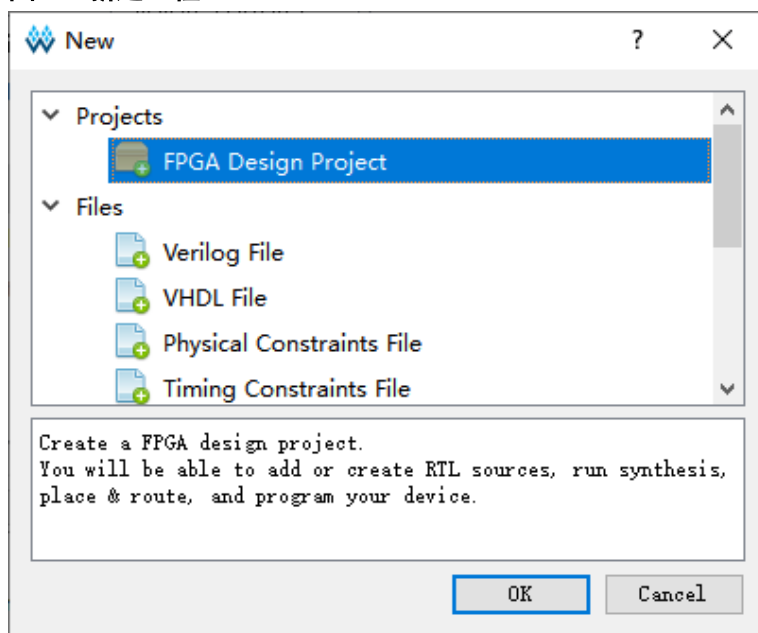 New
Projects
FPGA Design Project
Files
Verilog File
VHDL File
Physical Constraints File
Timing Constraints File
Create a FPGA design project.
You will be able to add or create RTL sources, run synthesis,
place & route, and program your device.
OK Cancel